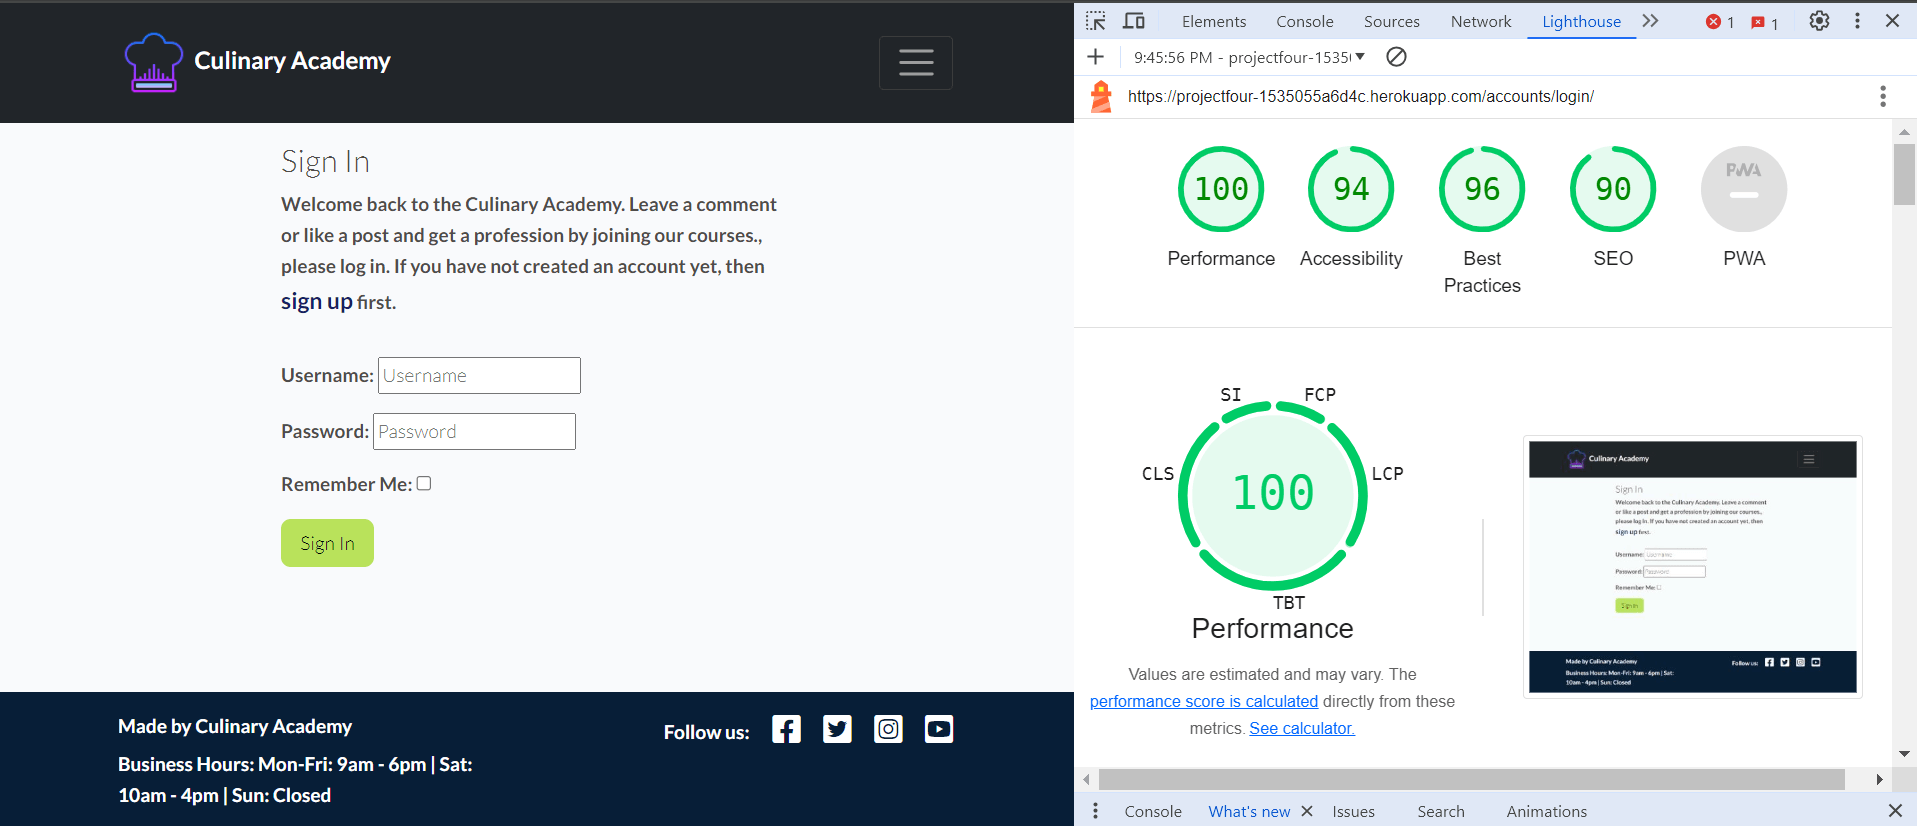 Culinary Academy
Sign In
Welcome back to the Culinary Academy. Leave a comment
or like a post and get a profession by joining our courses.,
please log in. If you have not created an account yet, then
sign up first.
Username: Username
Password: Password
Remember Me:
Sign In
Made by Culinary Academy
Business Hours: Mon-Fri: 9am - 6pm | Sat:
10am - 4pm | Sun: Closed
Follow us:
Elements Console Sources Network Lighthouse 1 1
9:45:56 PM - projectfour-1535
https://projectfour-1535055a6d4c.herokuapp.com/accounts/login/
100 94 96 90 PWA
Performance Accessibility Best Practices SEO PWA
SI FCP
CLS LCP
100
TBT
Performance
Values are estimated and may vary. The
performance score is calculated directly from these
metrics. See calculator.
Culinary Academy
Sign In
Welcome back to the Culinary Academy. Leave a comment
or like a post and get a profession by joining our courses.,
please log in. If you have not created an account yet, then
sign up first.
Username: Username
Password: Password
Remember Me:
Sign In
Made by Culinary Academy
Business Hours: Mon-Fri: 9am - 6pm | Sat:
10am - 4pm | Sun: Closed
Follow us:
Console What's new Issues Search Animations